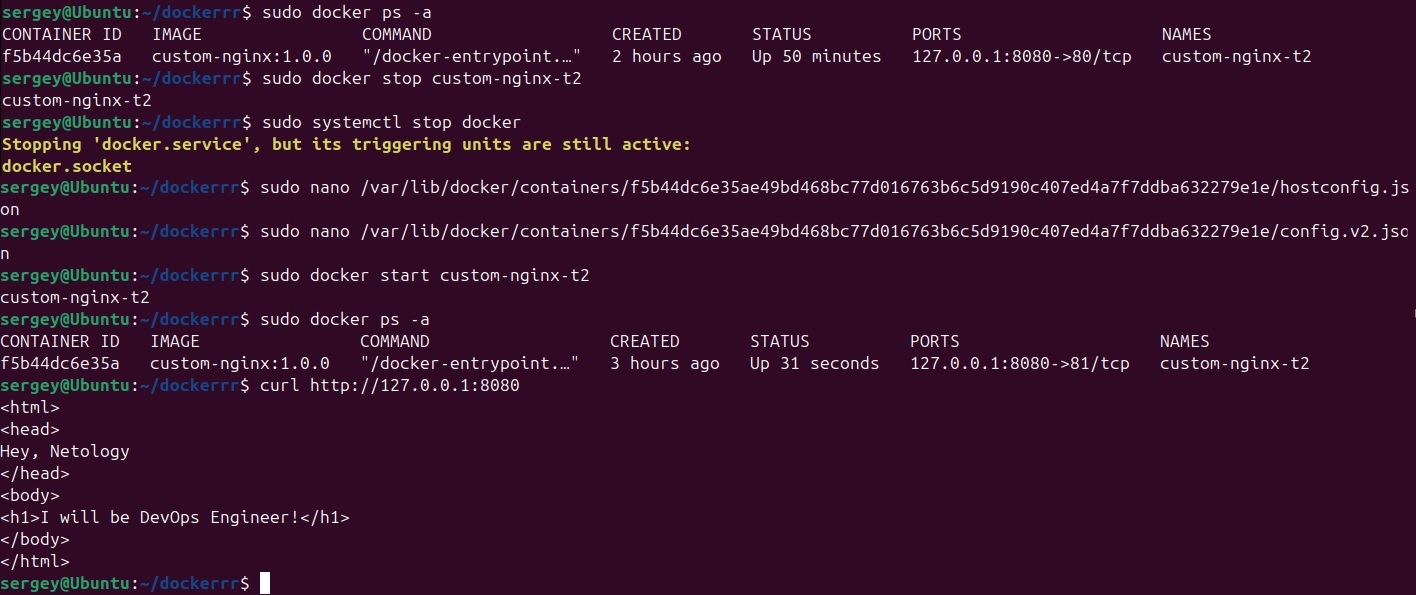 sergey@Ubuntu:~/dockerrr$ sudo docker ps -a
CONTAINER ID   IMAGE                COMMAND                  CREATED       STATUS          PORTS                    NAMES
f5b44dc6e35a   custom-nginx:1.0.0   "/docker-entrypoint.…"   2 hours ago   Up 50 minutes   127.0.0.1:8080->80/tcp   custom-nginx-t2
sergey@Ubuntu:~/dockerrr$ sudo docker stop custom-nginx-t2
custom-nginx-t2
sergey@Ubuntu:~/dockerrr$ sudo systemctl stop docker
Stopping 'docker.service', but its triggering units are still active:
docker.socket
sergey@Ubuntu:~/dockerrr$ sudo nano /var/lib/docker/containers/f5b44dc6e35ae49bd468bc77d016763b6c5d9190c407ed4a7f7ddba632279e1e/hostconfig.js
on
sergey@Ubuntu:~/dockerrr$ sudo nano /var/lib/docker/containers/f5b44dc6e35ae49bd468bc77d016763b6c5d9190c407ed4a7f7ddba632279e1e/config.v2.jso
n
sergey@Ubuntu:~/dockerrr$ sudo docker start custom-nginx-t2
custom-nginx-t2
sergey@Ubuntu:~/dockerrr$ sudo docker ps -a
CONTAINER ID   IMAGE                COMMAND                  CREATED       STATUS          PORTS                    NAMES
f5b44dc6e35a   custom-nginx:1.0.0   "/docker-entrypoint.…"   3 hours ago   Up 31 seconds   127.0.0.1:8080->81/tcp   custom-nginx-t2
sergey@Ubuntu:~/dockerrr$ curl http://127.0.0.1:8080
<html>
<head>
Hey, Netology
</head>
<body>
<h1>I will be DevOps Engineer!</h1>
</body>
</html>
sergey@Ubuntu:~/dockerrr$